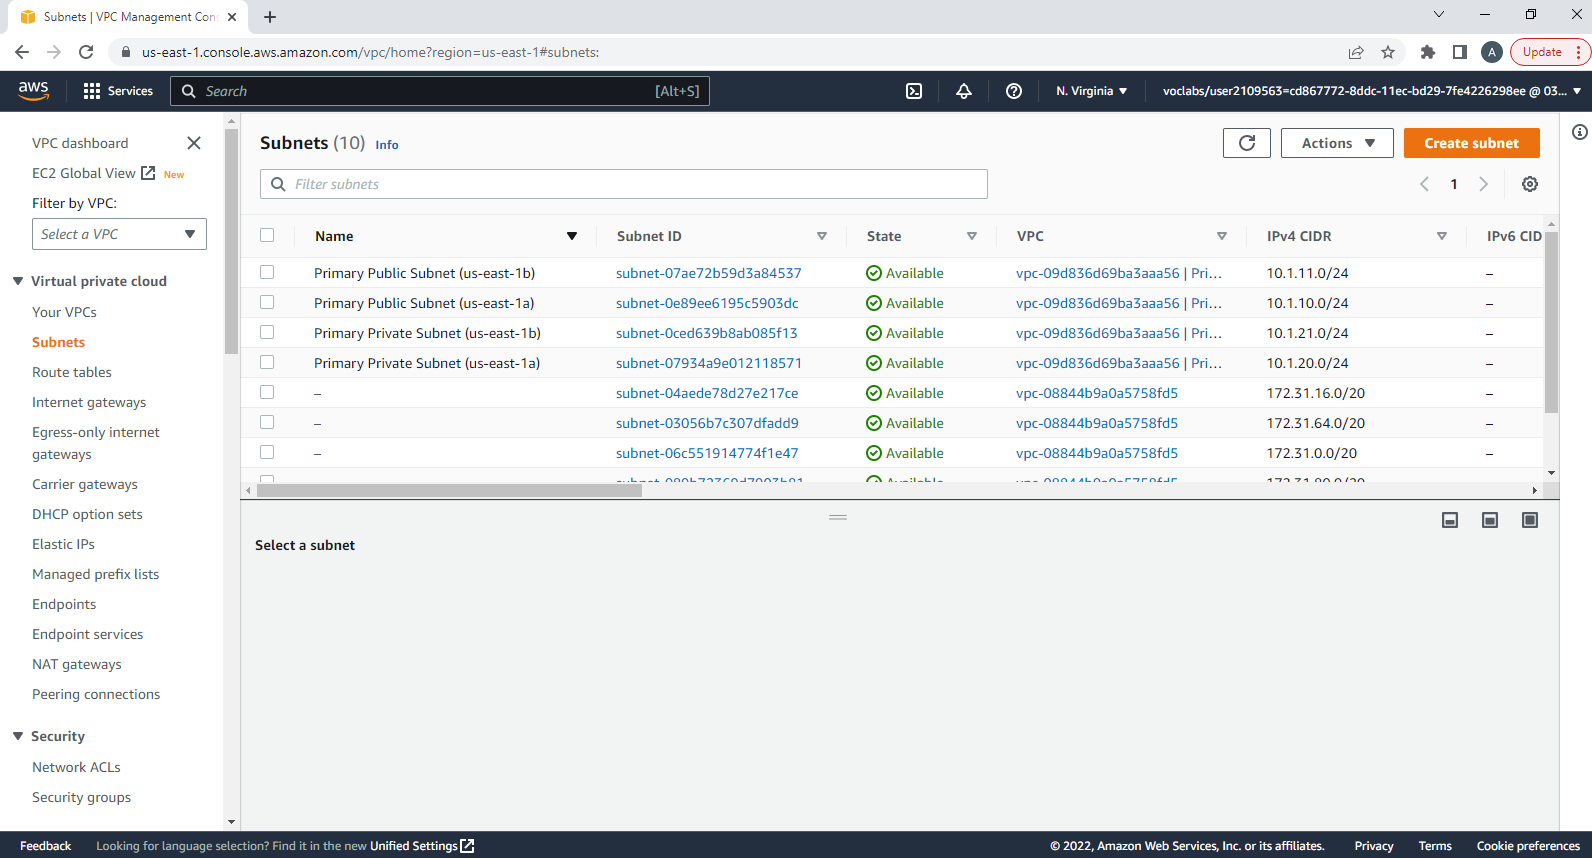 Subnets | VPC Management Con
us-east-1.console.aws.amazon.com/vpc/home?region=us-east-1#subnets:
A
Update
aws
Services
Search
[Alt+S]
N. Virginia
voclabs/user2109563=cd867772-8ddc-11ec-bd29-7fe4226298ee @ 03...
VPC dashboard
EC2 Global View New
Filter by VPC:
Select a VPC
Virtual private cloud
Your VPCs
Subnets
Route tables
Internet gateways
Egress-only internet
gateways
Carrier gateways
DHCP option sets
Elastic IPs
Managed prefix lists
Endpoints
Endpoint services
NAT gateways
Peering connections
Security
Network ACLs
Security groups
Subnets (10) Info
Actions
Create subnet
Filter subnets
1
Name Subnet ID State VPC IPv4 CIDR IPv6 CID
Primary Public Subnet (us-east-1b) subnet-07ae72b59d3a84537 Available vpc-09d836d69ba3aaa56 | Pri... 10.1.11.0/24 –
Primary Public Subnet (us-east-1a) subnet-0e89ee6195c5903dc Available vpc-09d836d69ba3aaa56 | Pri... 10.1.10.0/24 –
Primary Private Subnet (us-east-1b) subnet-0ced639b8ab085f13 Available vpc-09d836d69ba3aaa56 | Pri... 10.1.21.0/24 –
Primary Private Subnet (us-east-1a) subnet-07934a9e012118571 Available vpc-09d836d69ba3aaa56 | Pri... 10.1.20.0/24 –
– subnet-04aede78d27e217ce Available vpc-08844b9a0a5758fd5 172.31.16.0/20 –
– subnet-03056b7c307dfadd9 Available vpc-08844b9a0a5758fd5 172.31.64.0/20 –
– subnet-06c551914774f1e47 Available vpc-08844b9a0a5758fd5 172.31.0.0/20 –
Available vpc-08844b9a0a5758fd5 172.31.80.0/20
Select a subnet
Feedback
Looking for language selection? Find it in the new Unified Settings
© 2022, Amazon Web Services, Inc. or its affiliates.
Privacy
Terms
Cookie preferences